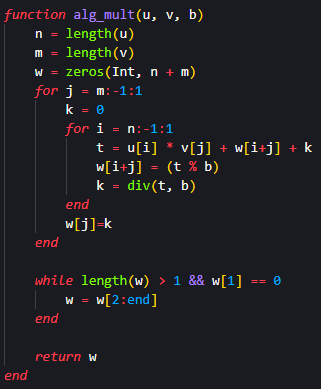 function alg_mult(u, v, b)
    n = length(u)
    m = length(v)
    w = zeros(Int, n + m)
    for j = m:-1:1
        k = 0
        for i = n:-1:1
            t = u[i] * v[j] + w[i+j] + k
            w[i+j] = (t % b)
            k = div(t, b)
        end
        w[j]=k
    end

    while length(w) > 1 && w[1] == 0
        w = w[2:end]
    end

    return w
end